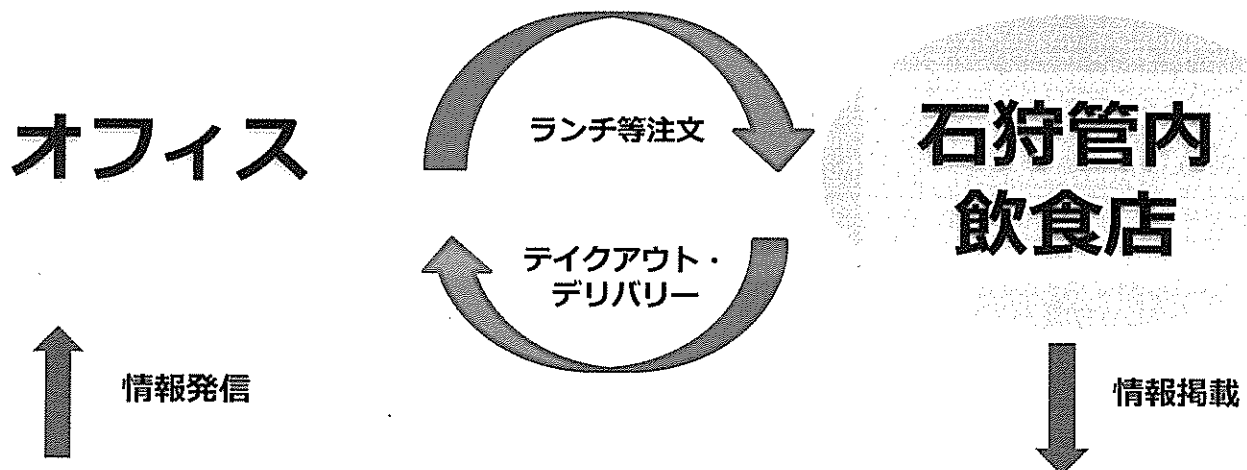 オフィス
ランチ等注文
石狩管内
飲食店
テイクアウト・
デリバリー
情報発信
情報掲載